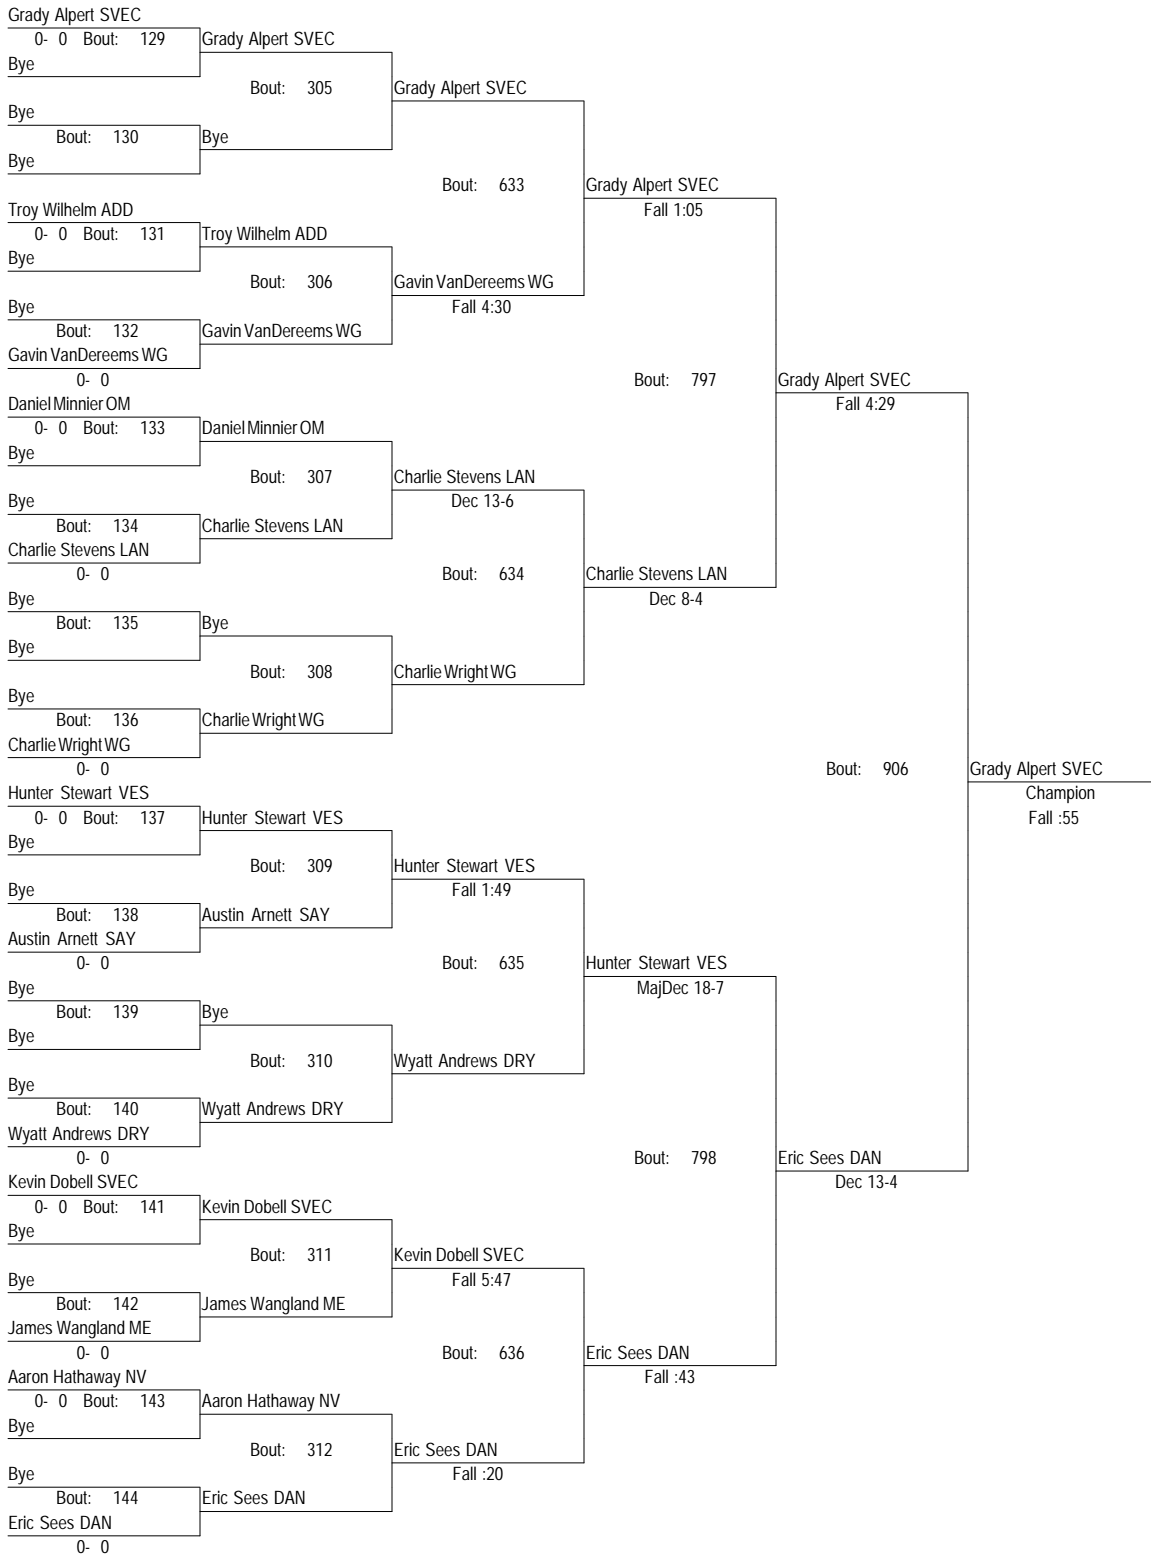 Grady Alpert SVEC
0- 0 Bout: 129 Grady Alpert SVEC
Bye
Bout: 305 Grady Alpert SVEC
Bye
Bout: 130 Bye
Bye
Bout: 633 Grady Alpert SVEC
Troy Wilhelm ADD Fall 1:05
0- 0 Bout: 131 Troy Wilhelm ADD
Bye
Bout: 306 Gavin VanDereems WG
Bye Fall 4:30
Bout: 132 Gavin VanDereems WG
Gavin VanDereems WG
0- 0 Bout: 797 Grady Alpert SVEC
Daniel Minnier OM Fall 4:29
0- 0 Bout: 133 Daniel Minnier OM
Bye
Bout: 307 Charlie Stevens LAN
Bye Dec 13-6
Bout: 134 Charlie Stevens LAN
Charlie Stevens LAN
0- 0 Bout: 634 Charlie Stevens LAN
Bye Dec 8-4
Bout: 135 Bye
Bye
Bout: 308 Charlie Wright WG
Bye
Bout: 136 Charlie Wright WG
Charlie Wright WG
0- 0 Bout: 906 Grady Alpert SVEC
Hunter Stewart VES Champion
0- 0 Bout: 137 Hunter Stewart VES Fall :55
Bye
Bout: 309 Hunter Stewart VES
Bye Fall 1:49
Bout: 138 Austin Arnett SAY
Austin Arnett SAY
0- 0 Bout: 635 Hunter Stewart VES
Bye MajDec 18-7
Bout: 139 Bye
Bye
Bout: 310 Wyatt Andrews DRY
Bye
Bout: 140 Wyatt Andrews DRY
Wyatt Andrews DRY
0- 0 Bout: 798 Eric Sees DAN
Kevin Dobell SVEC Dec 13-4
0- 0 Bout: 141 Kevin Dobell SVEC
Bye
Bout: 311 Kevin Dobell SVEC
Bye Fall 5:47
Bout: 142 James Wangland ME
James Wangland ME
0- 0 Bout: 636 Eric Sees DAN
Aaron Hathaway NV Fall :43
0- 0 Bout: 143 Aaron Hathaway NV
Bye
Bout: 312 Eric Sees DAN
Bye Fall :20
Bout: 144 Eric Sees DAN
Eric Sees DAN
0- 0